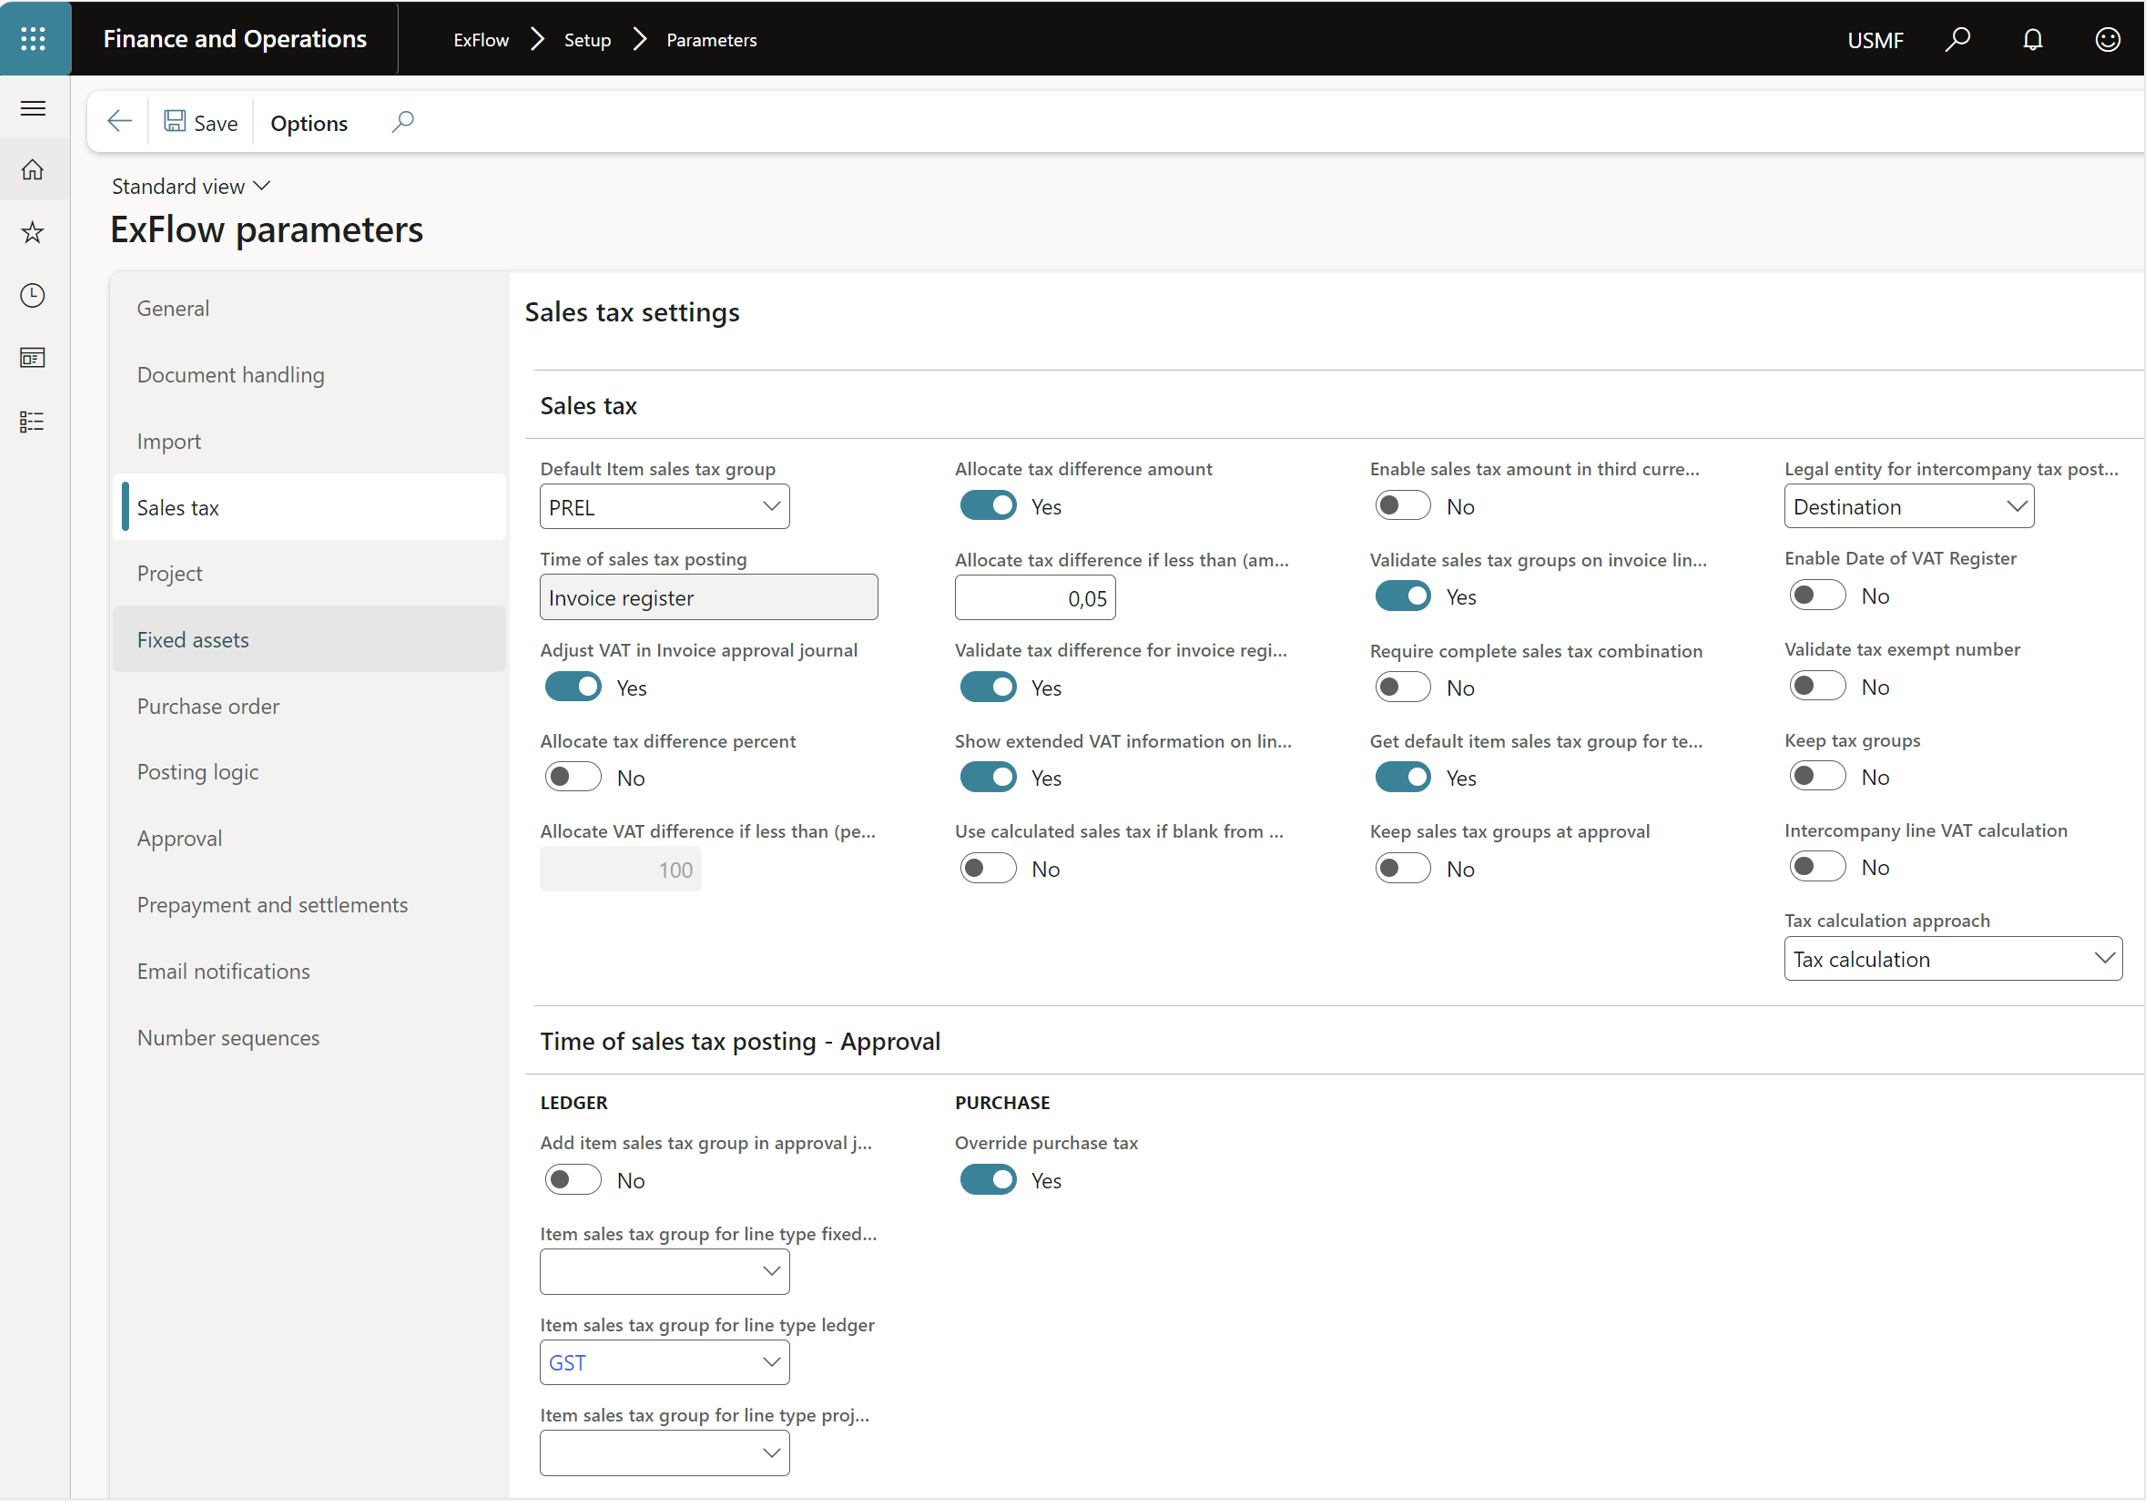 Finance and Operations
ExFlow
Setup
Parameters
USMF
Save
Options
Standard view
ExFlow parameters
General
Document handling
Import
Sales tax
Project
Fixed assets
Purchase order
Posting logic
Approval
Prepayment and settlements
Email notifications
Number sequences
Sales tax settings
Sales tax
Default Item sales tax group
PREL
Time of sales tax posting
Invoice register
Adjust VAT in Invoice approval journal
Yes
Allocate tax difference percent
No
Allocate VAT difference if less than (pe...
100
Allocate tax difference amount
Yes
Allocate tax difference if less than (am...
0,05
Validate tax difference for invoice regi...
Yes
Show extended VAT information on lin...
Yes
Use calculated sales tax if blank from ...
No
Enable sales tax amount in third curre...
No
Validate sales tax groups on invoice lin...
Yes
Require complete sales tax combination
No
Get default item sales tax group for te...
Yes
Keep sales tax groups at approval
No
Legal entity for intercompany tax post...
Destination
Enable Date of VAT Register
No
Validate tax exempt number
No
Keep tax groups
No
Intercompany line VAT calculation
No
Tax calculation approach
Tax calculation
Time of sales tax posting - Approval
LEDGER
Add item sales tax group in approval j...
No
Item sales tax group for line type fixed...
Item sales tax group for line type ledger
GST
Item sales tax group for line type proj...
PURCHASE
Override purchase tax
Yes